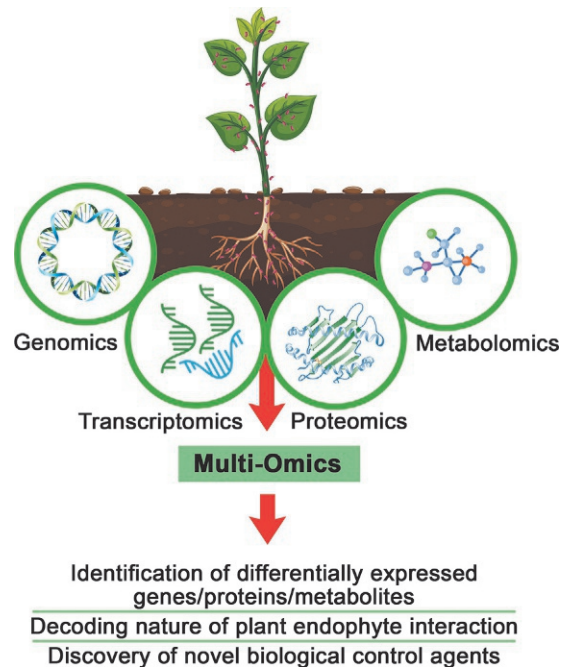 Genomics
Metabolomics
Transcriptomics
Proteomics
Multi-Omics
Identification of differentially expressed
genes/proteins/metabolites
Decoding nature of plant endophyte interaction
Discovery of novel biological control agents